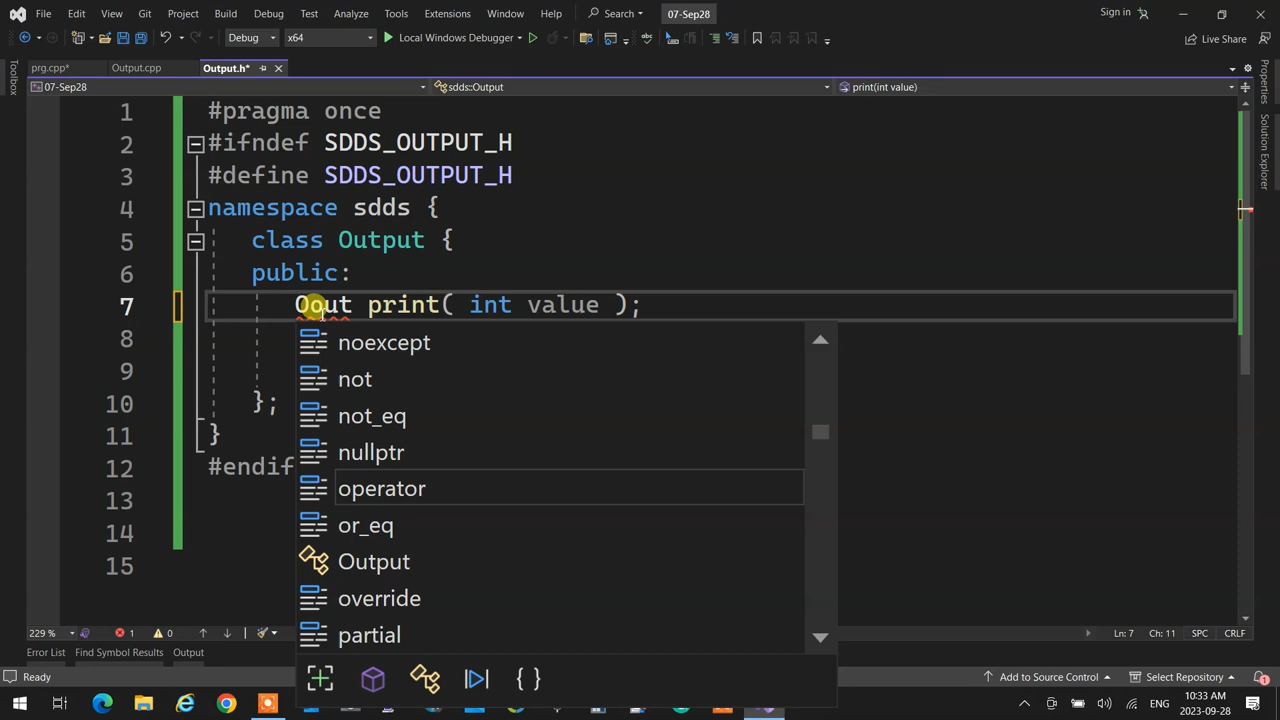 File Edit View Git Project Build Debug Test Analyze Tools Extensions Window Help Search 07-Sep28 Sign in
Debug x64 Local Windows Debugger Live Share
prg.cpp* Output.cpp Output.h*
07-Sep28 sdds::Output print(int value)
Toolbox
Properties
Solution Explorer
1 #pragma once
2 #ifndef SDDS_OUTPUT_H
3 #define SDDS_OUTPUT_H
4 namespace sdds {
5 class Output {
6 public:
7 Oout print( int value );
8 noexcept
9 not
10 }; not_eq
11 } nullptr
12 #endif operator
13 or_eq
14 Output
15 override
partial
{ }
229 % 1 0 Ln: 7 Ch: 11 SPC CRLF
Error List Find Symbol Results Output
Ready Add to Source Control Select Repository 1
ENG 10:33 AM 2023-09-28